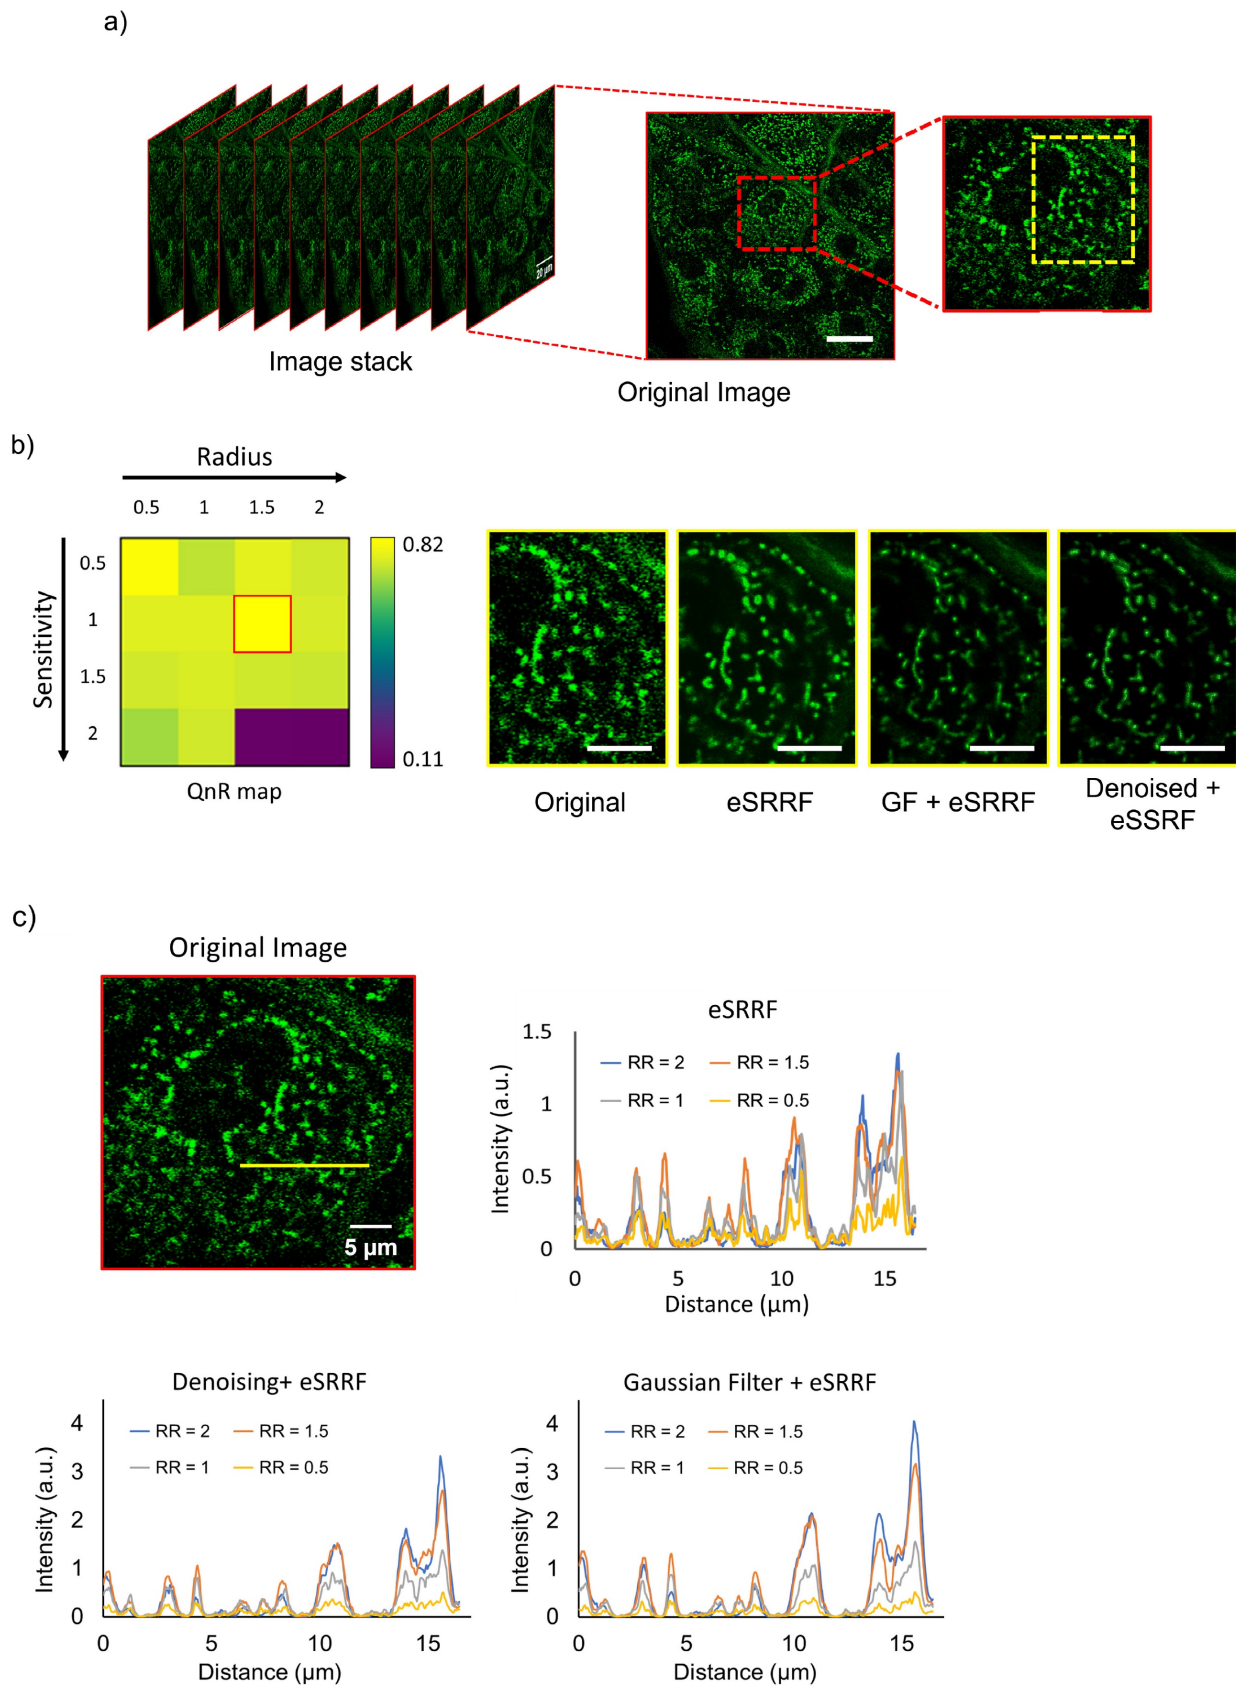 a)
20 µm
Image stack
Original Image
b)
Radius
0.5 1 1.5 2
Sensitivity
0.5
1
1.5
2
0.82
0.11
QnR map
Original
eSRRF
GF + eSRRF
Denoised +
eSSRF
c)
Original Image
5 µm
eSRRF
Intensity (a.u.)
1.5
1
0.5
0
RR = 2 RR = 1.5
RR = 1 RR = 0.5
0 5 10 15
Distance (µm)
Denoising+ eSRRF
Intensity (a.u.)
4
3
2
1
0
RR = 2 RR = 1.5
RR = 1 RR = 0.5
0 5 10 15
Distance (µm)
Gaussian Filter + eSRRF
Intensity (a.u.)
4
3
2
1
0
RR = 2 RR = 1.5
RR = 1 RR = 0.5
0 5 10 15
Distance (µm)